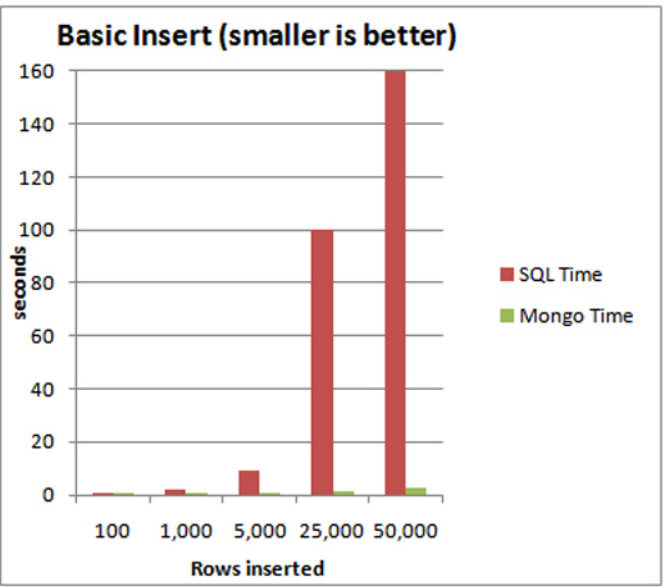 Basic Insert (smaller is better)
160
140
120
100
80
60
40
20
0
seconds
100 1,000 5,000 25,000 50,000
Rows inserted
SQL Time
Mongo Time